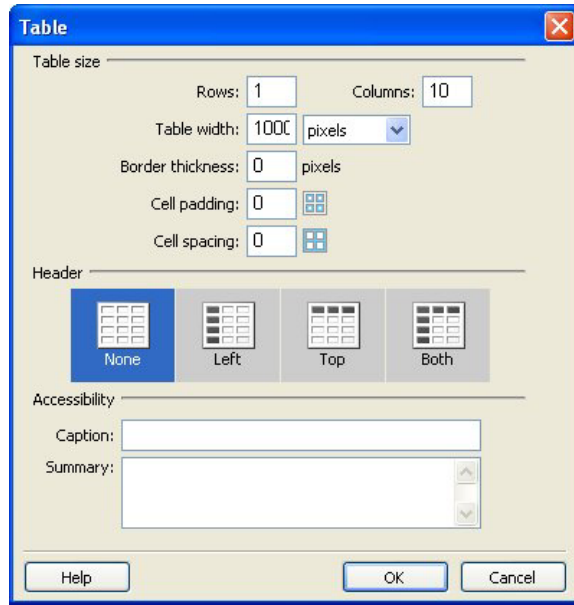 Table
Table size
Rows: 1 Columns: 10
Table width: 1000 pixels
Border thickness: 0 pixels
Cell padding: 0
Cell spacing: 0
Header
None Left Top Both
Accessibility
Caption:
Summary:
Help OK Cancel